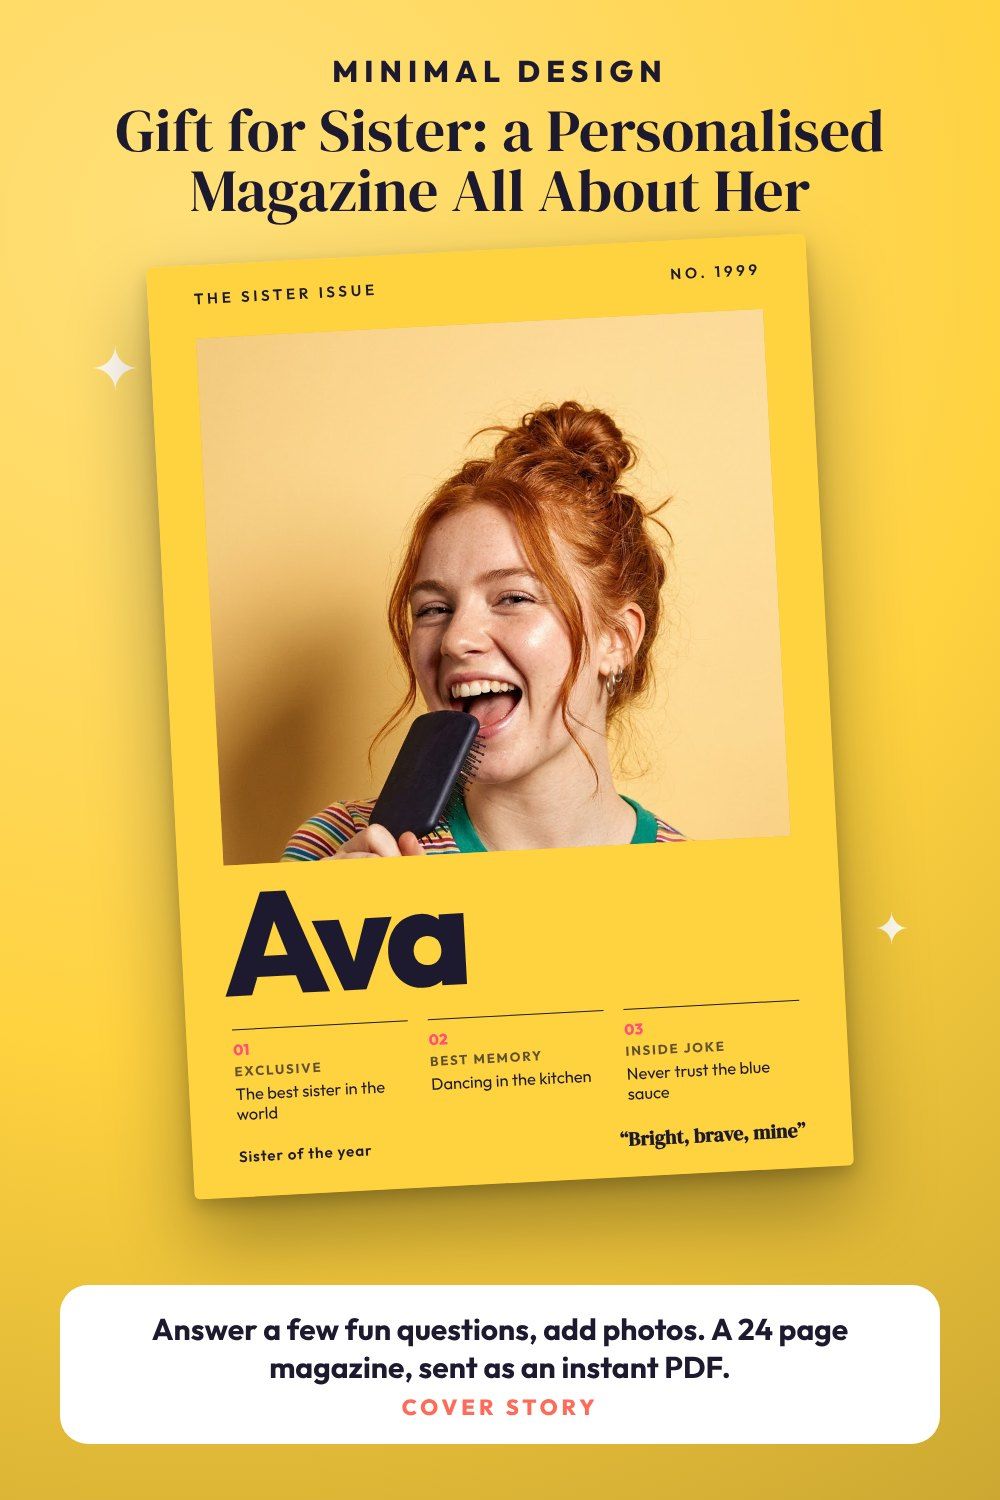 MINIMAL DESIGN
Gift for Sister: a Personalised
Magazine All About Her
THE SISTER ISSUE
NO. 1999
Ava
01
EXCLUSIVE
The best sister in the
world
02
BEST MEMORY
Dancing in the kitchen
03
INSIDE JOKE
Never trust the blue
sauce
Sister of the year
“Bright, brave, mine”
Answer a few fun questions, add photos. A 24 page
magazine, sent as an instant PDF.
COVER STORY